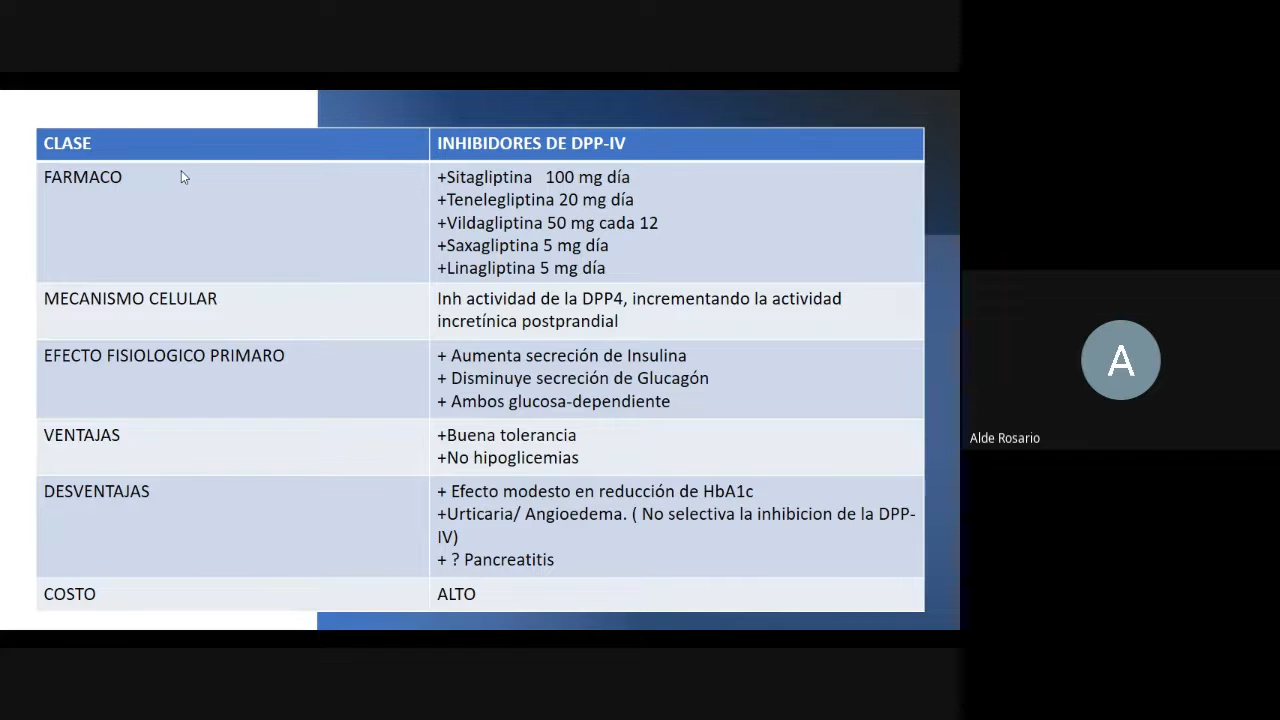 CLASE
INHIBIDORES DE DPP-IV
FARMACO
+Sitagliptina 100 mg día
+Tenelegliptina 20 mg día
+Vildagliptina 50 mg cada 12
+Saxagliptina 5 mg día
+Linagliptina 5 mg día
MECANISMO CELULAR
Inh actividad de la DPP4, incrementando la actividad
incretínica postprandial
EFECTO FISIOLOGICO PRIMARO
+ Aumenta secreción de Insulina
+ Disminuye secreción de Glucagón
+ Ambos glucosa-dependiente
VENTAJAS
+Buena tolerancia
+No hipoglicemias
DESVENTAJAS
+ Efecto modesto en reducción de HbA1c
+Urticaria/ Angioedema. ( No selectiva la inhibicion de la DPP-
IV)
+ ? Pancreatitis
COSTO
ALTO
A
Alde Rosario